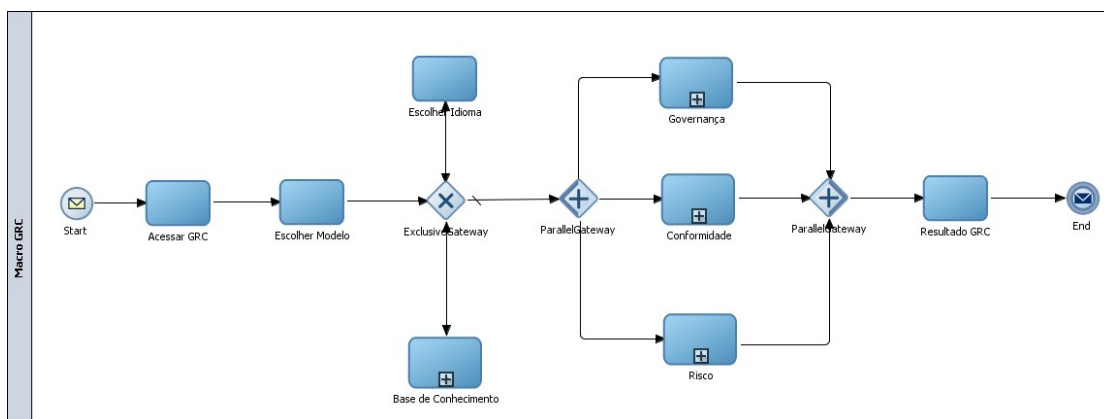 Macro GRC
Start
Acessar GRC
Escolher Modelo
Escolher Idioma
ExclusiveGateway
Base de Conhecimento
ParallelGateway
Governança
Conformidade
Risco
ParallelGateway
Resultado GRC
End